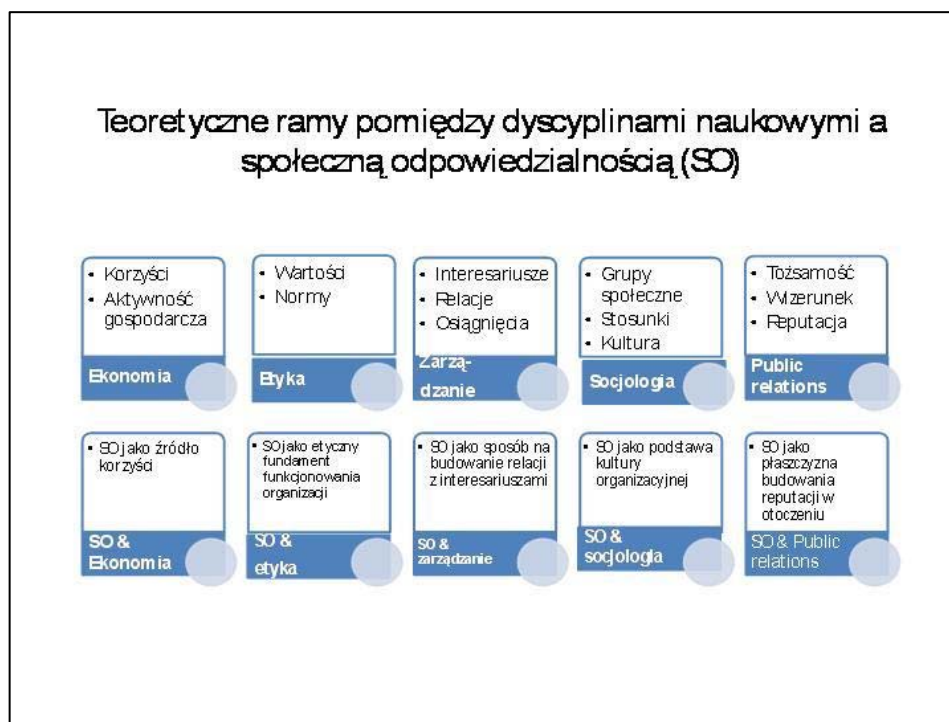 Teoretyczne ramy pomiędzy dyscyplinami naukowymi a
społeczną odpowiedzialnością (SO)
• Korzyści
• Aktywność
gospodarcza
Ekonomia
• Wartości
• Normy
Etyka
• Interesariusze
• Relacje
• Osiągnięcia
Zarzą-
dzanie
• Grupy
społeczne
• Stosunki
• Kultura
Socjologia
• Tożsamość
• Wizerunek
• Reputacja
Public
relations
• SO jako źródło
korzyści
SO &
Ekonomia
• SO jako etyczny
fundament
funkcjonowania
organizacji
SO &
etyka
• SO jako sposób na
budowanie relacji
z interesariuszami
SO &
zarządzanie
• SO jako podstawa
kultury
organizacyjnej
SO &
socjologia
• SO jako
płaszczyzna
budowania
reputacji w
otoczeniu
SO & Public
relations